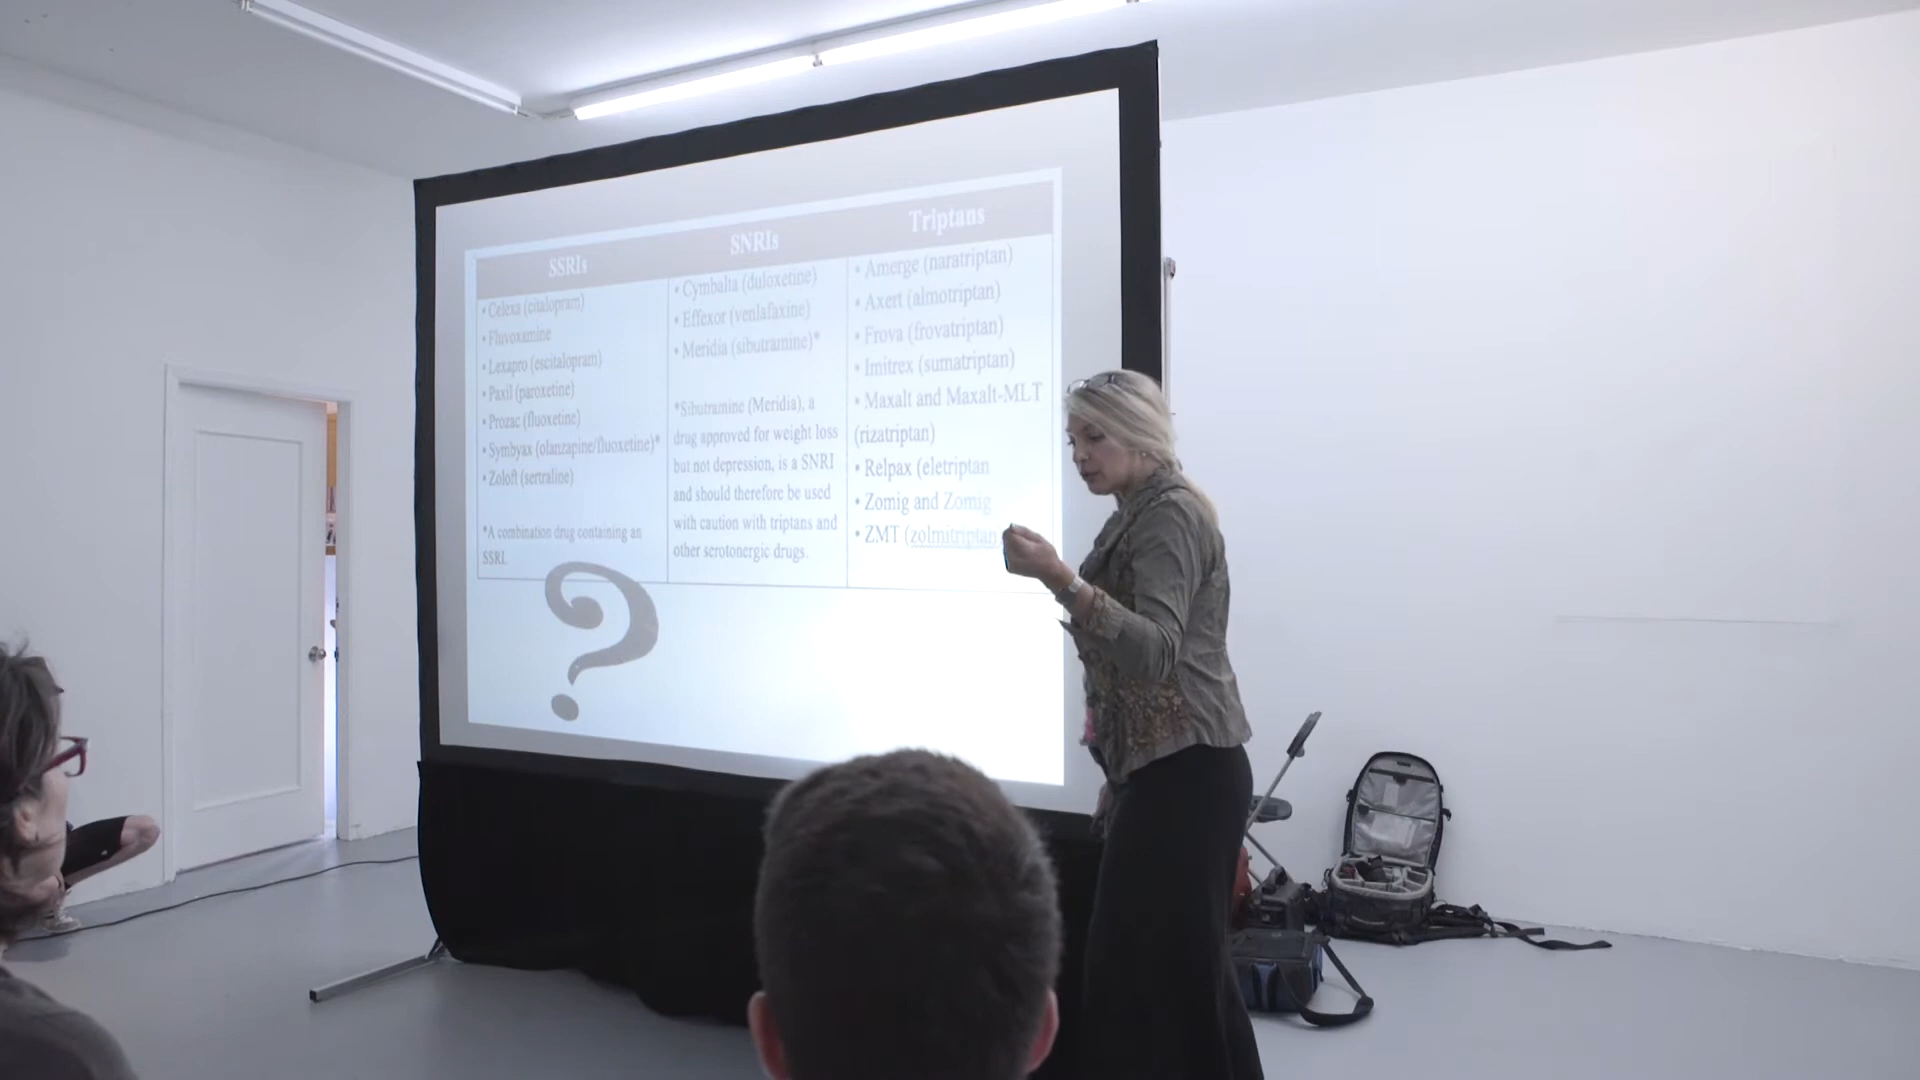 SSRIs
• Celexa (citalopram)
• Fluvoxamine
• Lexapro (escitalopram)
• Paxil (paroxetine)
• Prozac (fluoxetine)
• Symbyax (olanzapine/fluoxetine)*
• Zoloft (sertraline)
*A combination drug containing an
SSRI.
SNRIs
• Cymbalta (duloxetine)
• Effexor (venlafaxine)
• Meridia (sibutramine)*
*Sibutramine (Meridia), a
drug approved for weight loss
but not depression, is a SNRI
and should therefore be used
with caution with triptans and
other serotonergic drugs.
Triptans
• Amerge (naratriptan)
• Axert (almotriptan)
• Frova (frovatriptan)
• Imitrex (sumatriptan)
• Maxalt and Maxalt-MLT
(rizatriptan)
• Relpax (eletriptan
• Zomig and Zomig
• ZMT (zolmitriptan
?